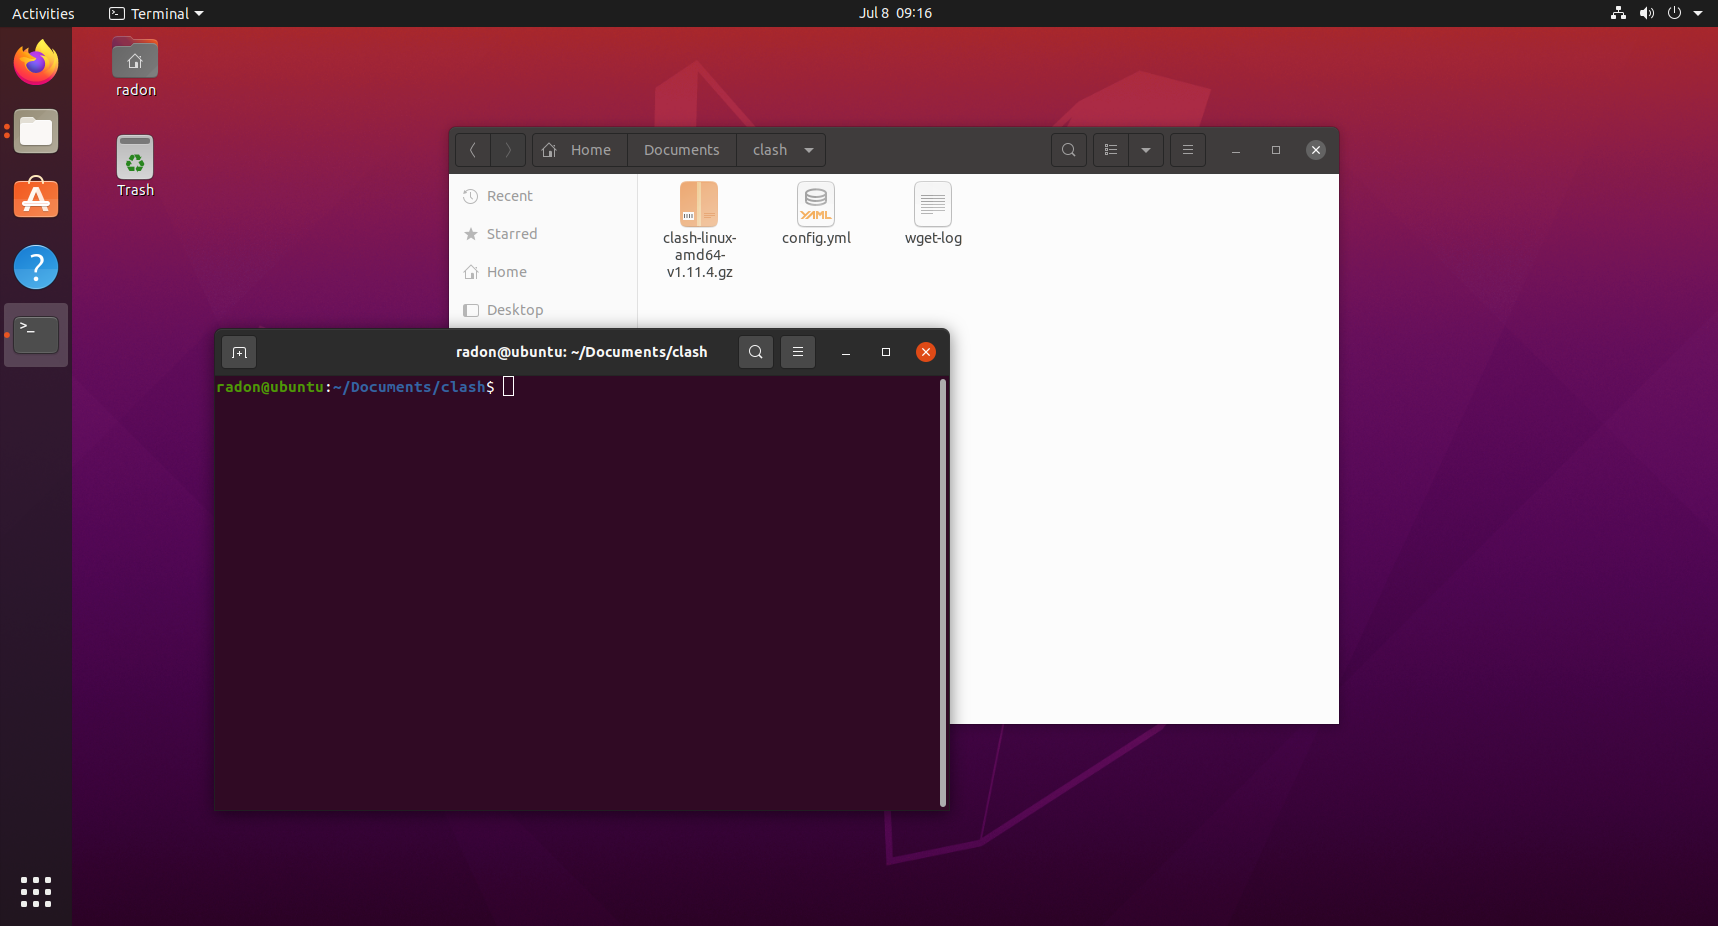 Activities
Terminal
Jul 8 09:16
radon
Trash
Home
Documents
clash
Recent
Starred
Home
Desktop
clash-linux-
amd64-
v1.11.4.gz
YAML
config.yml
wget-log
radon@ubuntu: ~/Documents/clash
radon@ubuntu:~/Documents/clash$